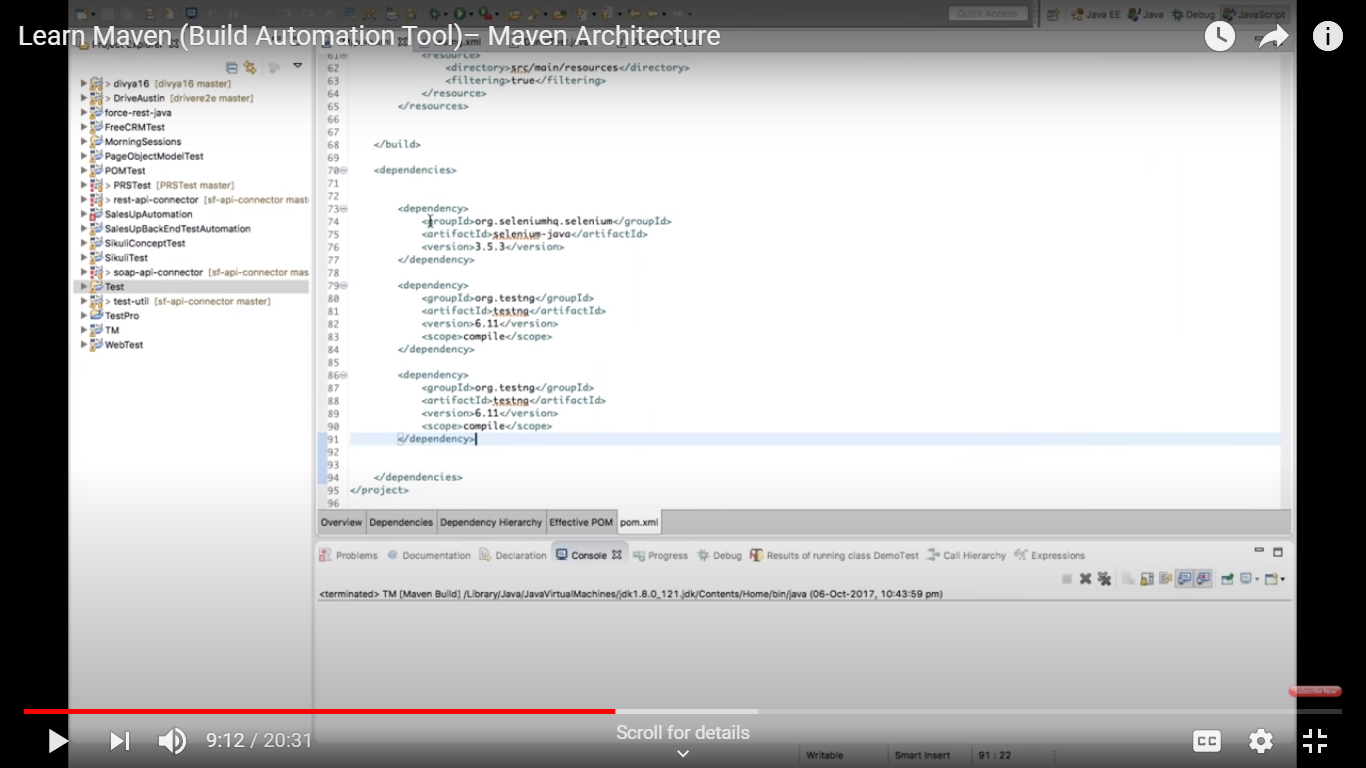 Learn Maven (Build Automation Tool)– Maven Architecture
Quick Access
Java EE
Java
Debug
JavaScript
> divya16 [divya16 master]
> DriveAustin [drivere2e master]
force-rest-java
FreeCRMTest
MorningSessions
PageObjectModelTest
POMTest
> PRSTest [PRSTest master]
> rest-api-connector [sf-api-connector mast
SalesUpAutomation
SalesUpBackEndTestAutomation
SikuliConceptTest
SikuliTest
> soap-api-connector [sf-api-connector mas
Test
> test-util [sf-api-connector master]
TestPro
TM
WebTest
61 <resource>
62 <directory>src/main/resources</directory>
63 <filtering>true</filtering>
64 </resource>
65 </resources>
66
67
68 </build>
69
70 <dependencies>
71
72
73 <dependency>
74 <groupId>org.seleniumhq.selenium</groupId>
75 <artifactId>selenium-java</artifactId>
76 <version>3.5.3</version>
77 </dependency>
78
79 <dependency>
80 <groupId>org.testng</groupId>
81 <artifactId>testng</artifactId>
82 <version>6.11</version>
83 <scope>compile</scope>
84 </dependency>
85
86 <dependency>
87 <groupId>org.testng</groupId>
88 <artifactId>testng</artifactId>
89 <version>6.11</version>
90 <scope>compile</scope>
91 </dependency>
92
93
94 </dependencies>
95 </project>
96
Overview Dependencies Dependency Hierarchy Effective POM pom.xml
Problems Documentation Declaration Console Progress Debug Results of running class DemoTest Call Hierarchy Expressions
<terminated> TM [Maven Build] /Library/Java/JavaVirtualMachines/jdk1.8.0_121.jdk/Contents/Home/bin/java (06-Oct-2017, 10:43:59 pm)
Subscribe Now
Scroll for details
9:12 / 20:31
CC
Writable Smart Insert 91 : 22